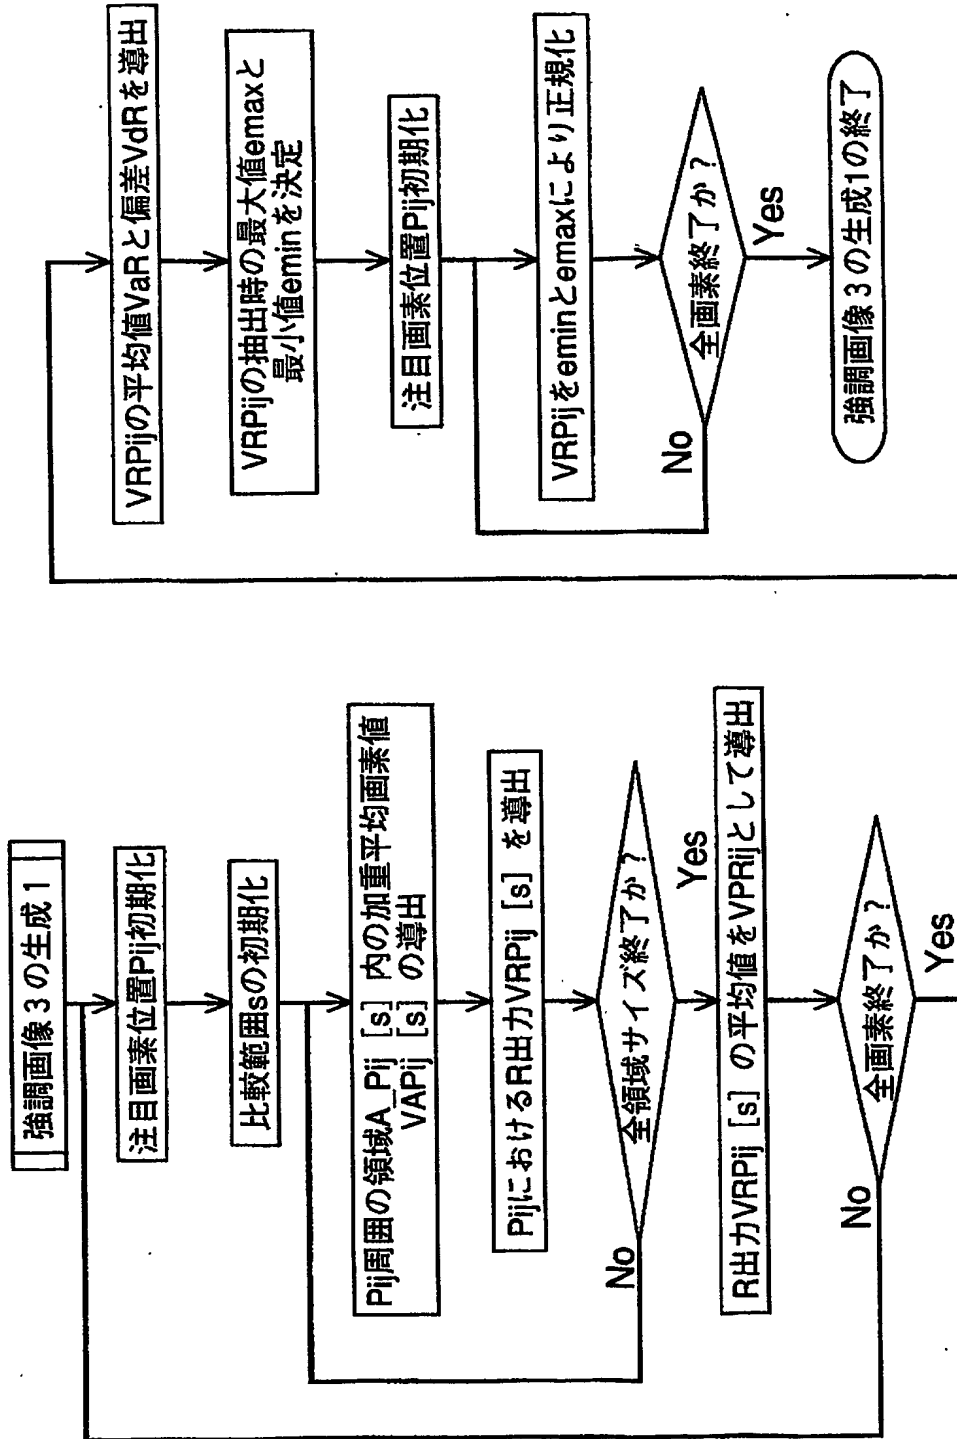 強調画像3の生成1
注目画素位置Pij初期化
比較範囲sの初期化
Pij周囲の領域A_Pij [s] 内の加重平均画素値
VAPij [s] の導出
PijにおけるR出力VRPij [s] を導出
全領域サイズ終了か?
No
Yes
R出力VRPij [s] の平均値をVPRijとして導出
全画素終了か?
No
Yes
VRPijの平均値VaRと偏差VdRを導出
VRPijの抽出時の最大値emaxと
最小値eminを決定
注目画素位置Pij初期化
VRPijをeminとemaxにより正規化
全画素終了か?
No
Yes
強調画像3の生成1の終了